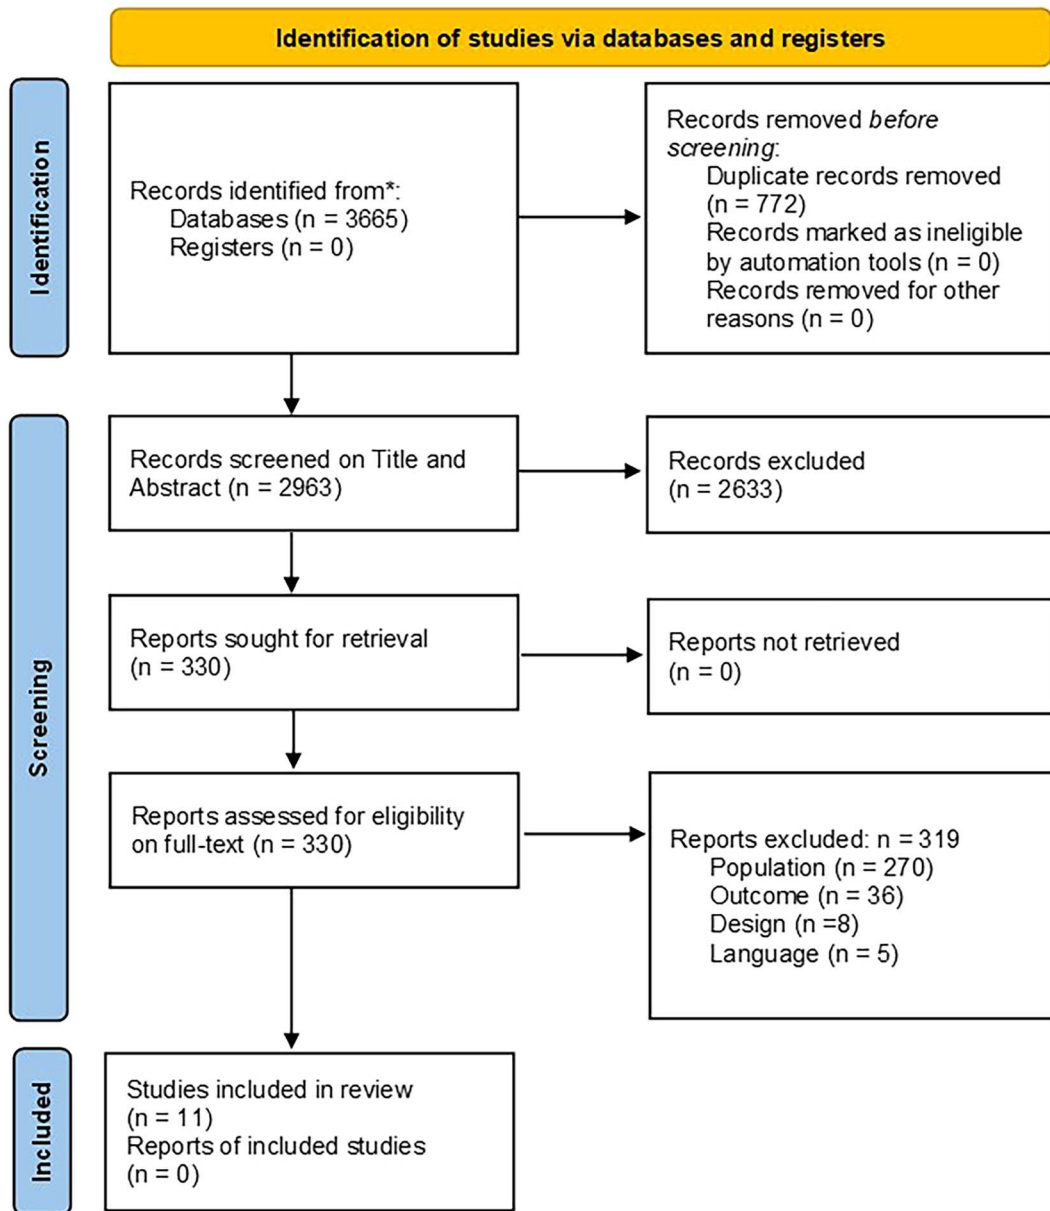 Identification of studies via databases and registers
Identification
Records identified from*:
Databases (n = 3665)
Registers (n = 0)
Records removed before
screening:
Duplicate records removed
(n = 772)
Records marked as ineligible
by automation tools (n = 0)
Records removed for other
reasons (n = 0)
Screening
Records screened on Title and
Abstract (n = 2963)
Records excluded
(n = 2633)
Reports sought for retrieval
(n = 330)
Reports not retrieved
(n = 0)
Reports assessed for eligibility
on full-text (n = 330)
Reports excluded: n = 319
Population (n = 270)
Outcome (n = 36)
Design (n =8)
Language (n = 5)
Included
Studies included in review
(n = 11)
Reports of included studies
(n = 0)